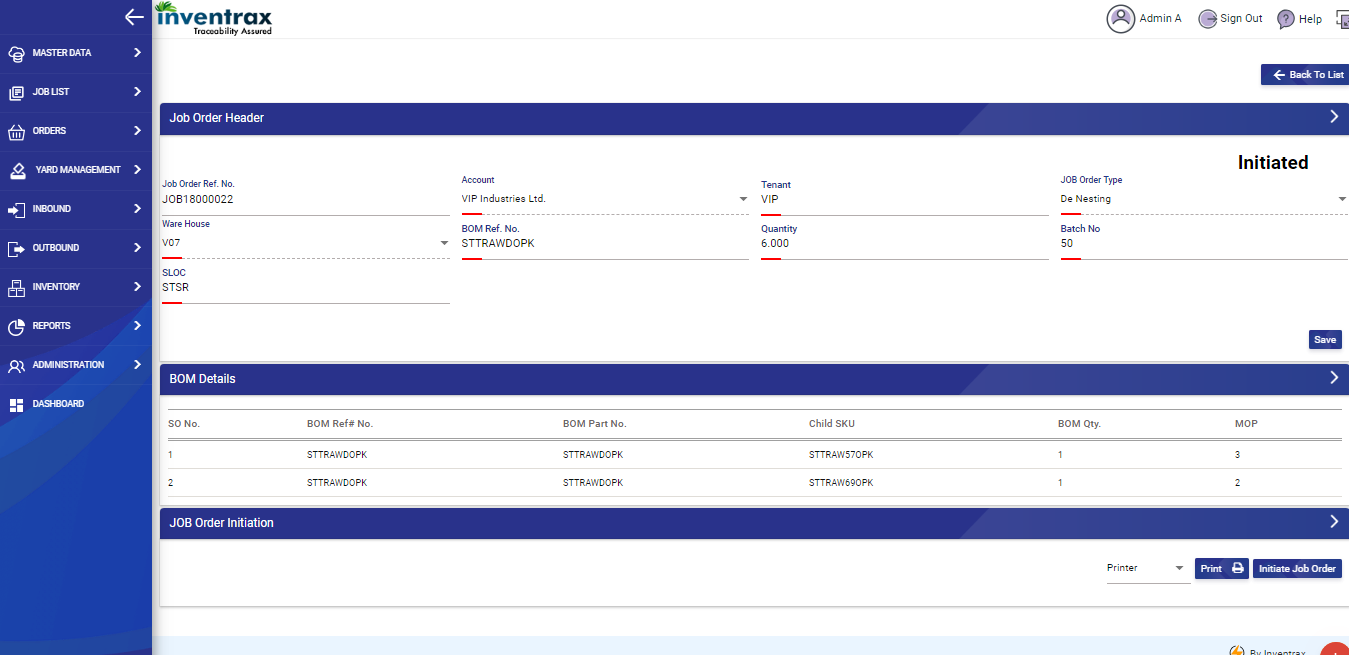 inventrax
Traceability Assured
Admin A
Sign Out
Help
MASTER DATA
JOB LIST
ORDERS
YARD MANAGEMENT
INBOUND
OUTBOUND
INVENTORY
REPORTS
ADMINISTRATION
DASHBOARD
Back To List
Job Order Header
Initiated
Job Order Ref. No.
JOB18000022
Account
VIP Industries Ltd.
Tenant
VIP
JOB Order Type
De Nesting
Ware House
V07
BOM Ref. No.
STTRAWDOPK
Quantity
6.000
Batch No
50
SLOC
STSR
Save
BOM Details
SO No. BOM Ref# No. BOM Part No. Child SKU BOM Qty. MOP
1 STTRAWDOPK STTRAWDOPK STTRAW57OPK 1 3
2 STTRAWDOPK STTRAWDOPK STTRAW69OPK 1 2
JOB Order Initiation
Printer
Print
Initiate Job Order
By Inventrax